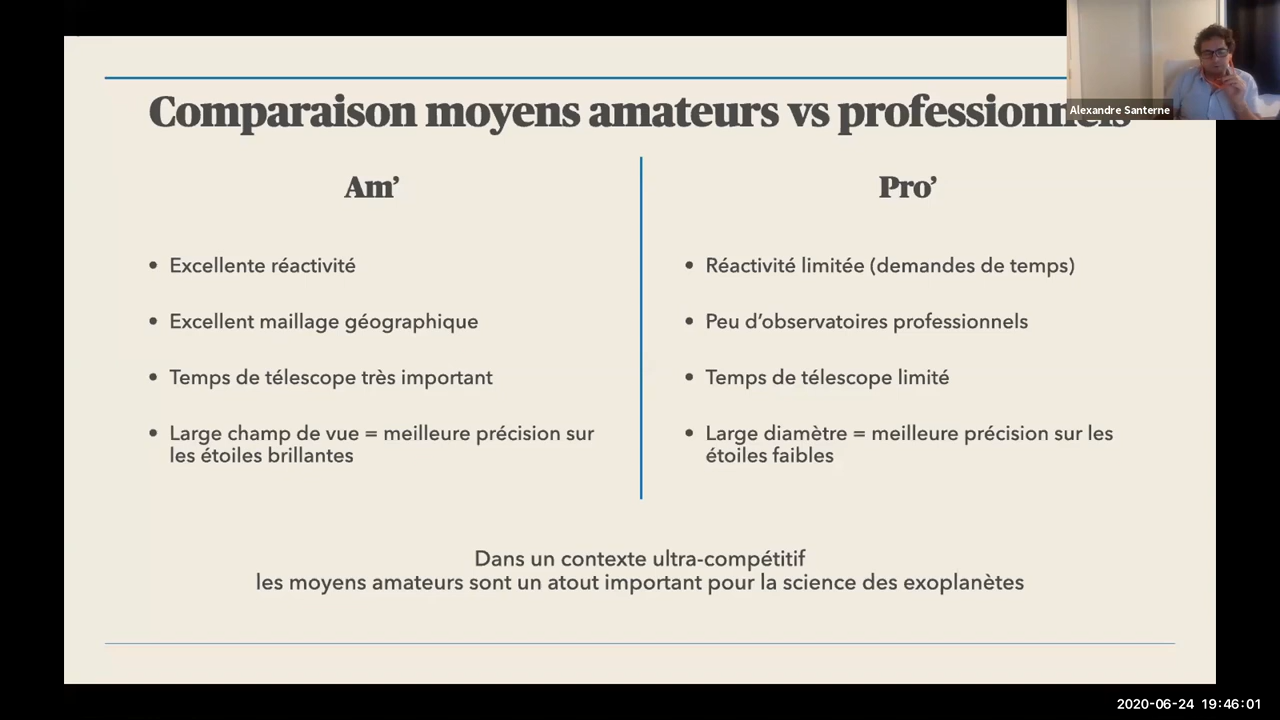 Comparaison moyens amateurs vs professionnels
Alexandre Santerne
Am’
Excellente réactivité
Excellent maillage géographique
Temps de télescope très important
Large champ de vue = meilleure précision sur
les étoiles brillantes
Pro’
Réactivité limitée (demandes de temps)
Peu d’observatoires professionnels
Temps de télescope limité
Large diamètre = meilleure précision sur les
étoiles faibles
Dans un contexte ultra-compétitif
les moyens amateurs sont un atout important pour la science des exoplanètes
2020-06-24 19:46:01